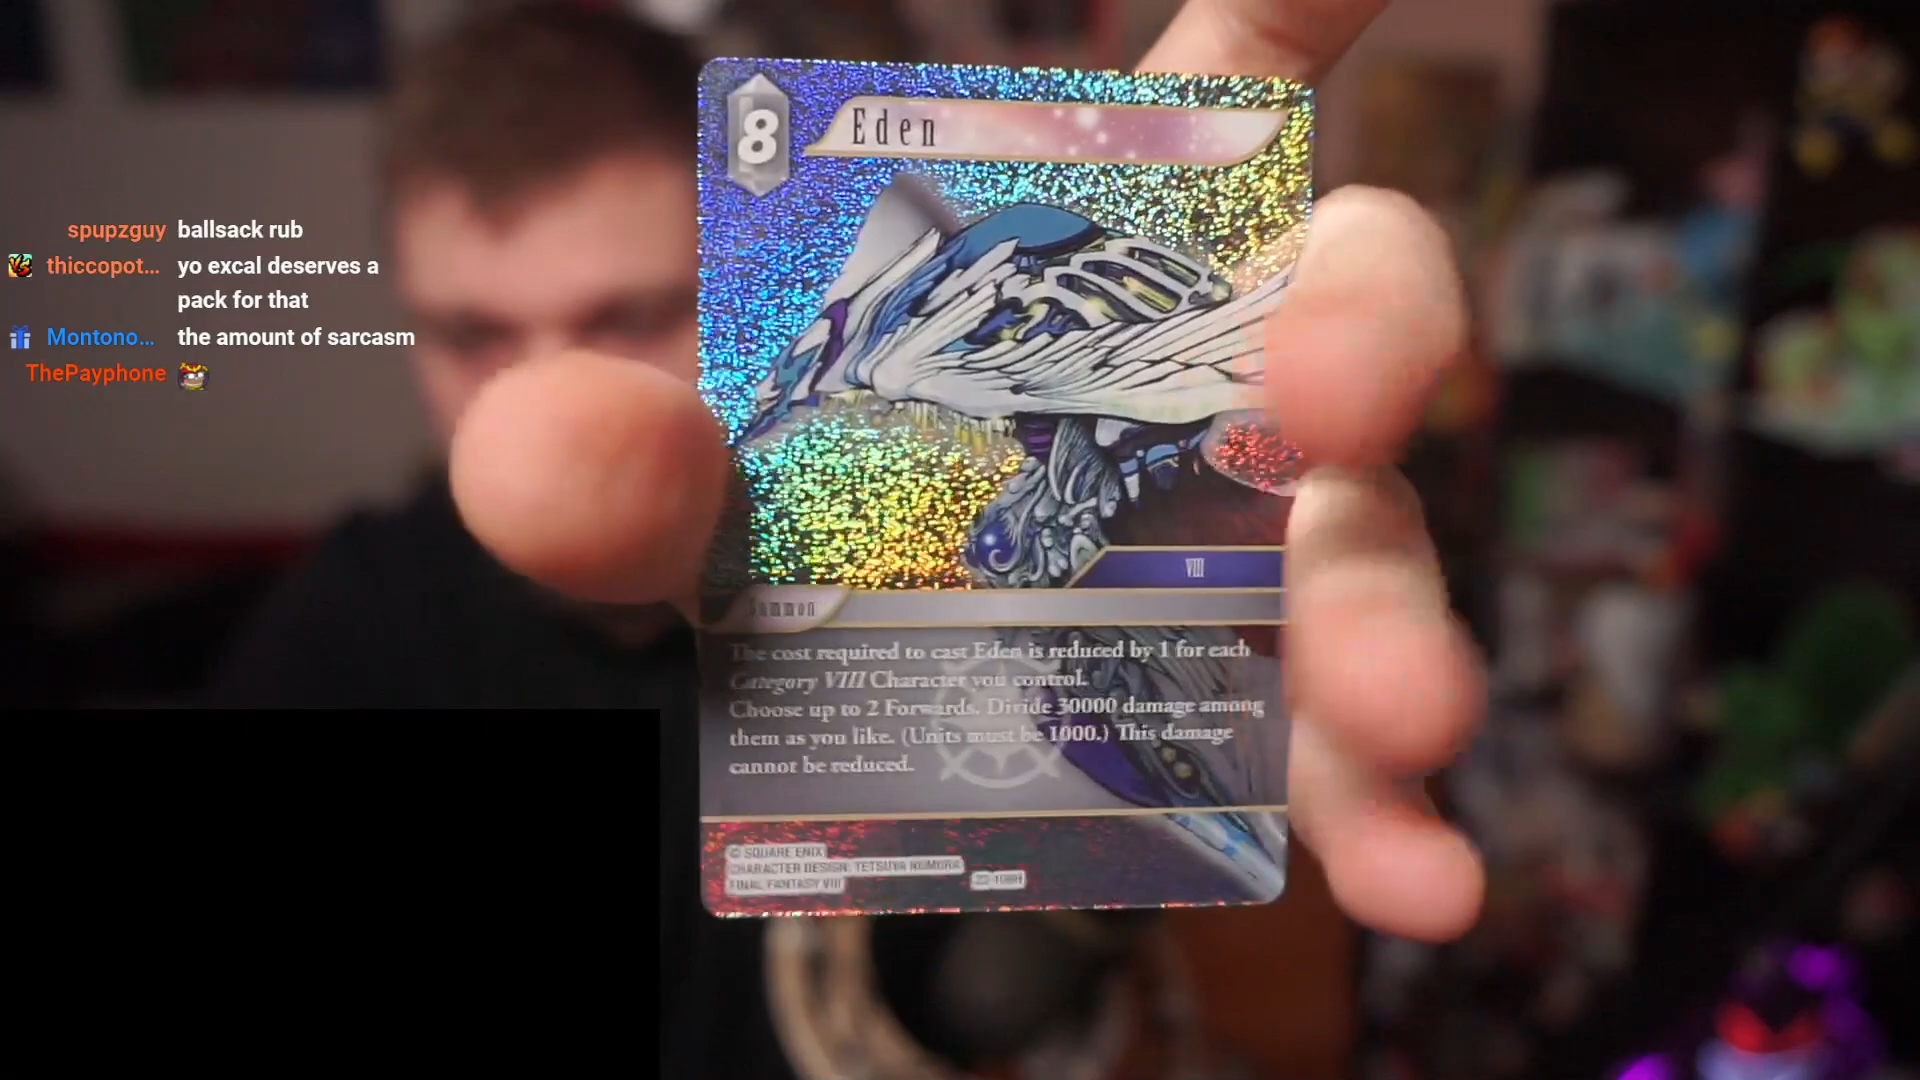 spupzguy ballsack rub
thiccopot... yo excal deserves a
pack for that
Montono... the amount of sarcasm
ThePayphone
8
Eden
VIII
Summon
The cost required to cast Eden is reduced by 1 for each
Category VIII Character you control.
Choose up to 2 Forwards. Divide 30000 damage among
them as you like. (Units must be 1000.) This damage
cannot be reduced.
© SQUARE ENIX
CHARACTER DESIGN: TETSUYA NOMURA
FINAL FANTASY VIII